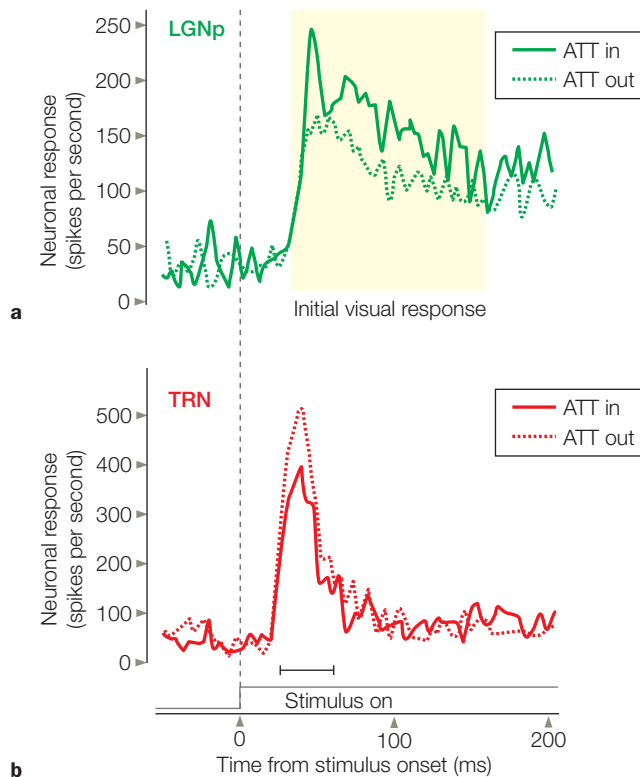 LGNp
250
200
150
100
50
0
Neuronal response
(spikes per second)
ATT in
ATT out
Initial visual response
a
TRN
500
400
300
200
100
0
Neuronal response
(spikes per second)
ATT in
ATT out
Stimulus on
0
100
200
Time from stimulus onset (ms)
b